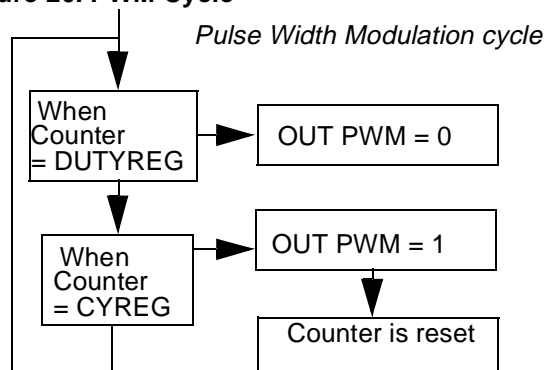 Pulse Width Modulation cycle
When
Counter
= DUTYREG
OUT PWM = 0
When
Counter
= CYREG
OUT PWM = 1
Counter is reset